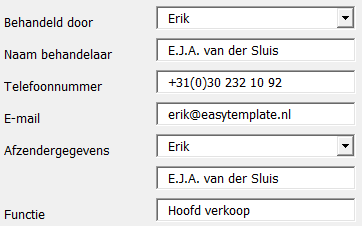 Behandeld door Erik
Naam behandelaar E.J.A. van der Sluis
Telefoonnummer +31(0)30 232 10 92
E-mail erik@easytemplate.nl
Afzendergegevens Erik
E.J.A. van der Sluis
Functie Hoofd verkoop